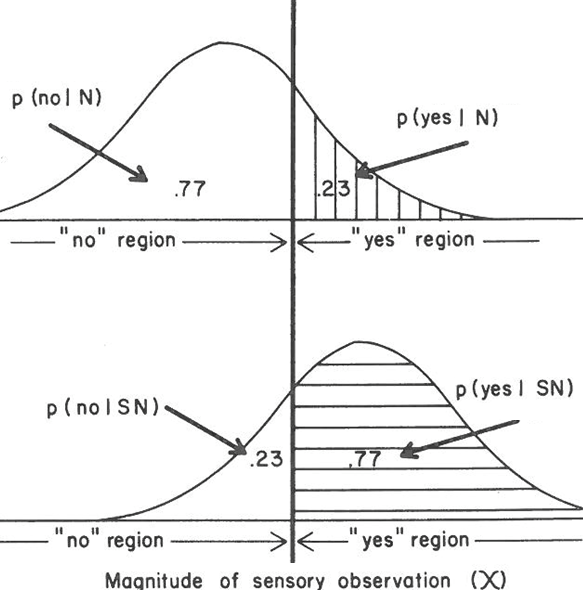 p (no | N)
p (yes | N)
.77
.23
"no" region
"yes" region
p (no | SN)
p (yes | SN)
.23
.77
"no" region
"yes" region
Magnitude of sensory observation (X)